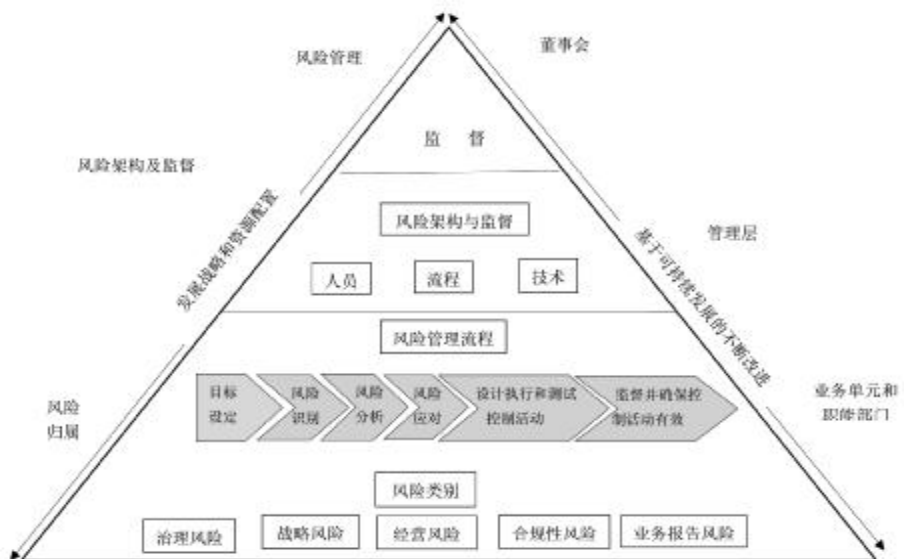 风险管理
董事会
监 督
风险架构及监督
风险架构与监督
管理层
发展战略和资源配置
基于可持续发展的不断改进
人员
流程
技术
风险管理流程
目标
设定
风险
识别
风险
分析
风险
应对
设计执行和测试
控制活动
监督并确保控
制活动有效
风险
归属
业务单元和
职能部门
风险类别
治理风险
战略风险
经营风险
合规性风险
业务报告风险